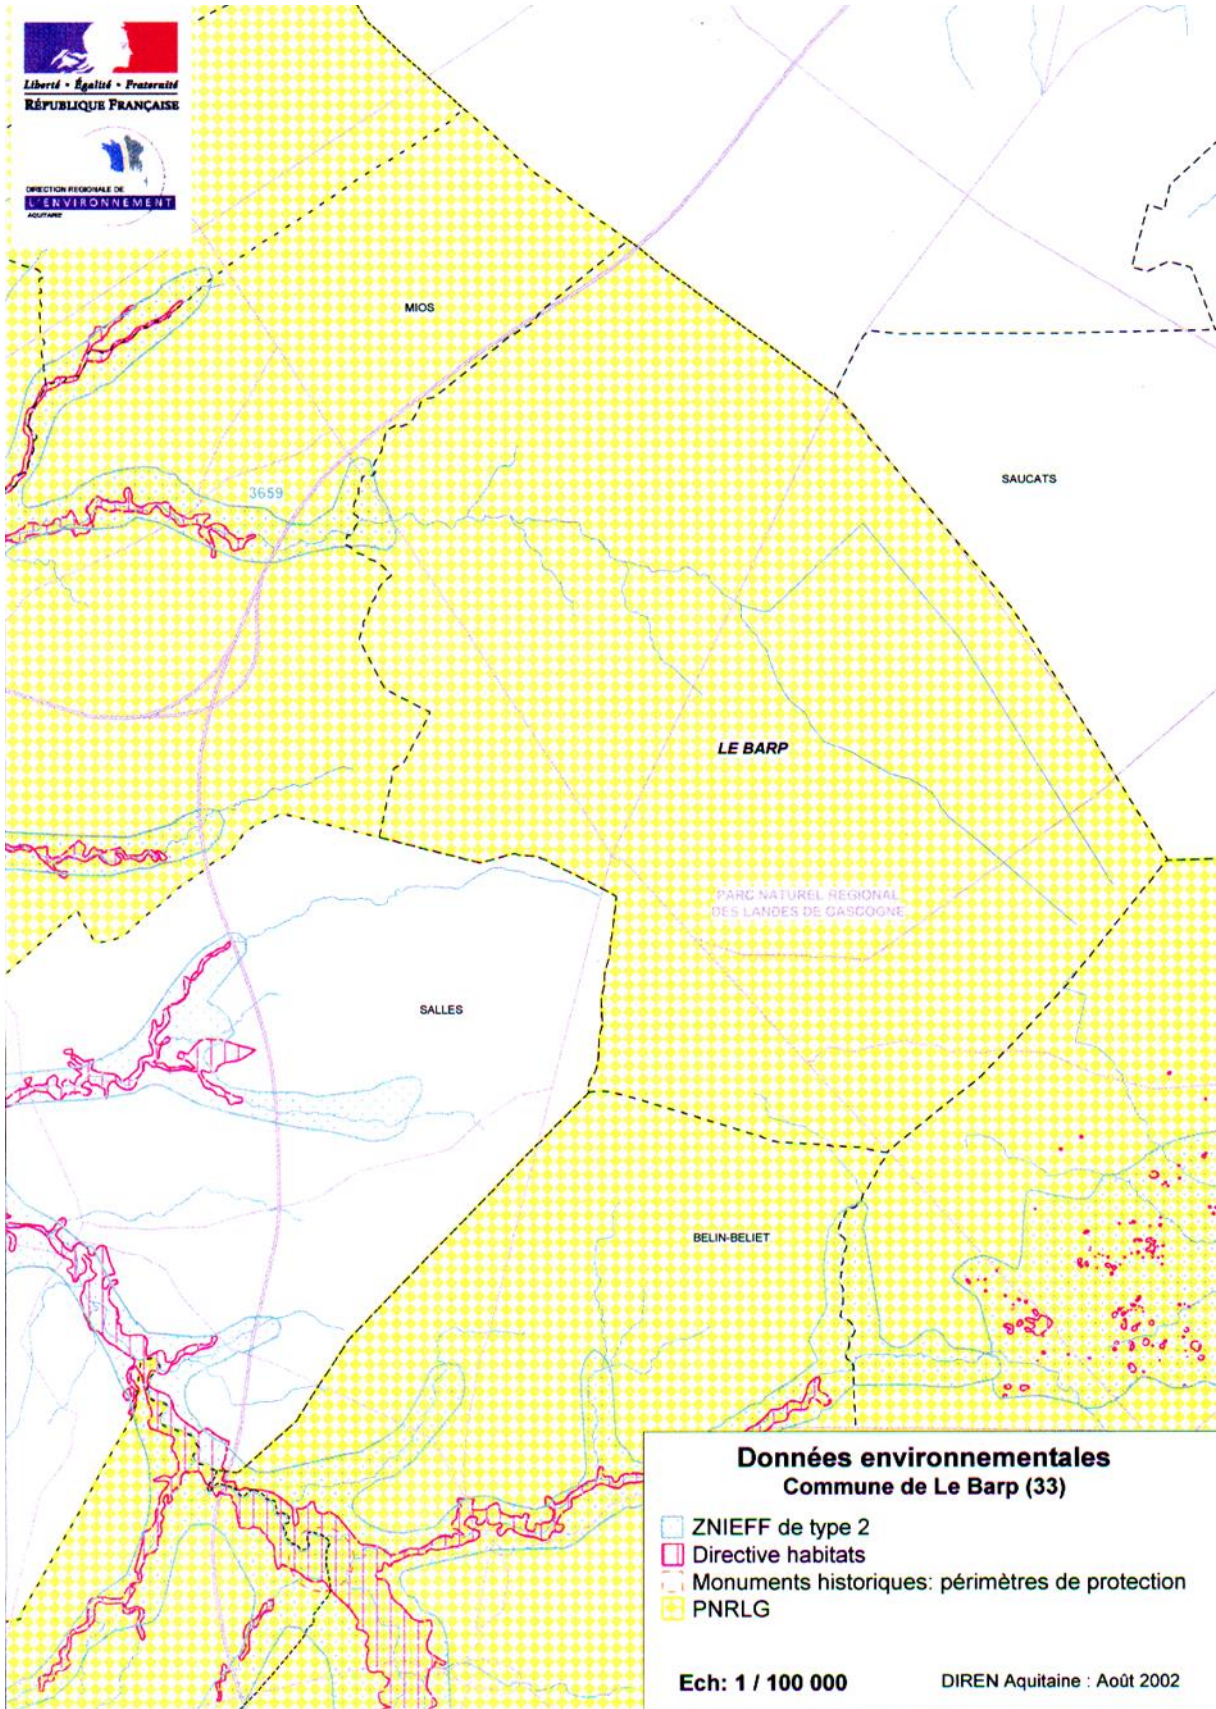 Liberté • Égalité • Fraternité
RÉPUBLIQUE FRANÇAISE
DIRECTION REGIONALE DE
L'ENVIRONNEMENT
AQUITAINE
MIOS
3659
SAUCATS
LE BARP
PARC NATUREL REGIONAL
DES LANDES DE GASCOGNE
SALLES
BELIN-BELIET
Données environnementales
Commune de Le Barp (33)
ZNIEFF de type 2
Directive habitats
Monuments historiques: périmètres de protection
PNRLG
Ech: 1 / 100 000
DIREN Aquitaine : Août 2002